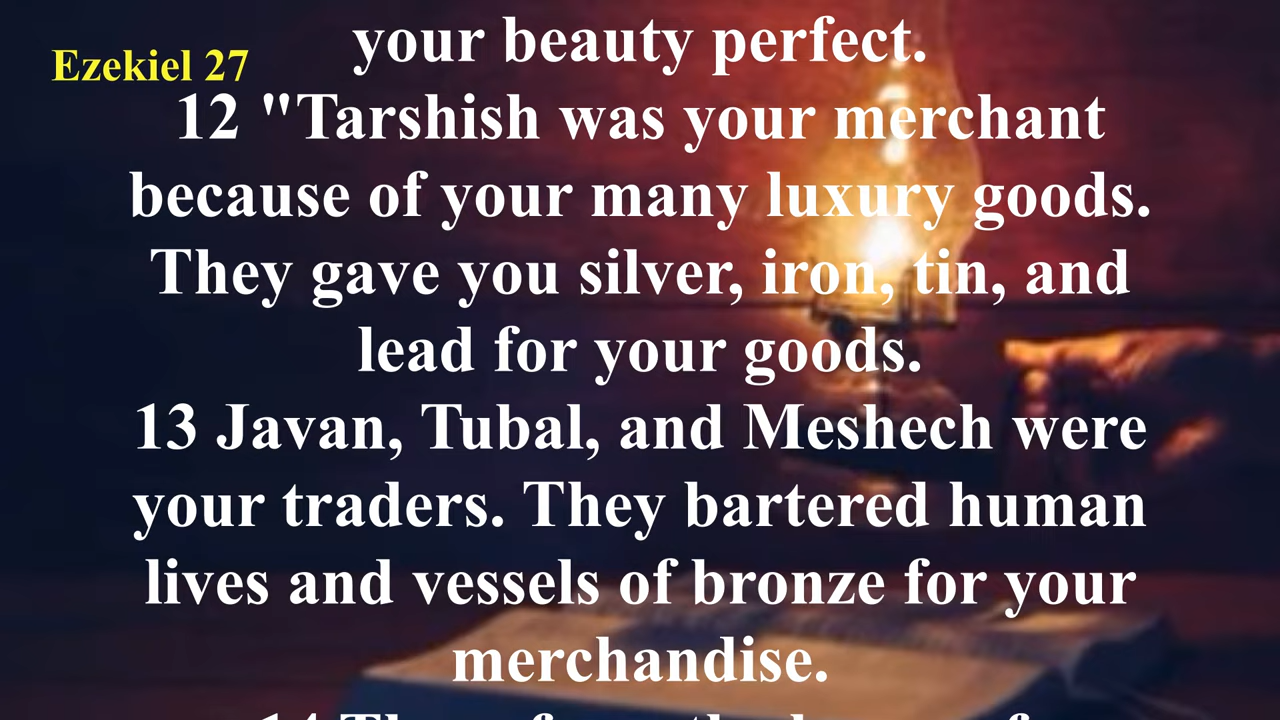 your beauty perfect.
Ezekiel 27
12 "Tarshish was your merchant
because of your many luxury goods.
They gave you silver, iron, tin, and
lead for your goods.
13 Javan, Tubal, and Meshech were
your traders. They bartered human
lives and vessels of bronze for your
merchandise.